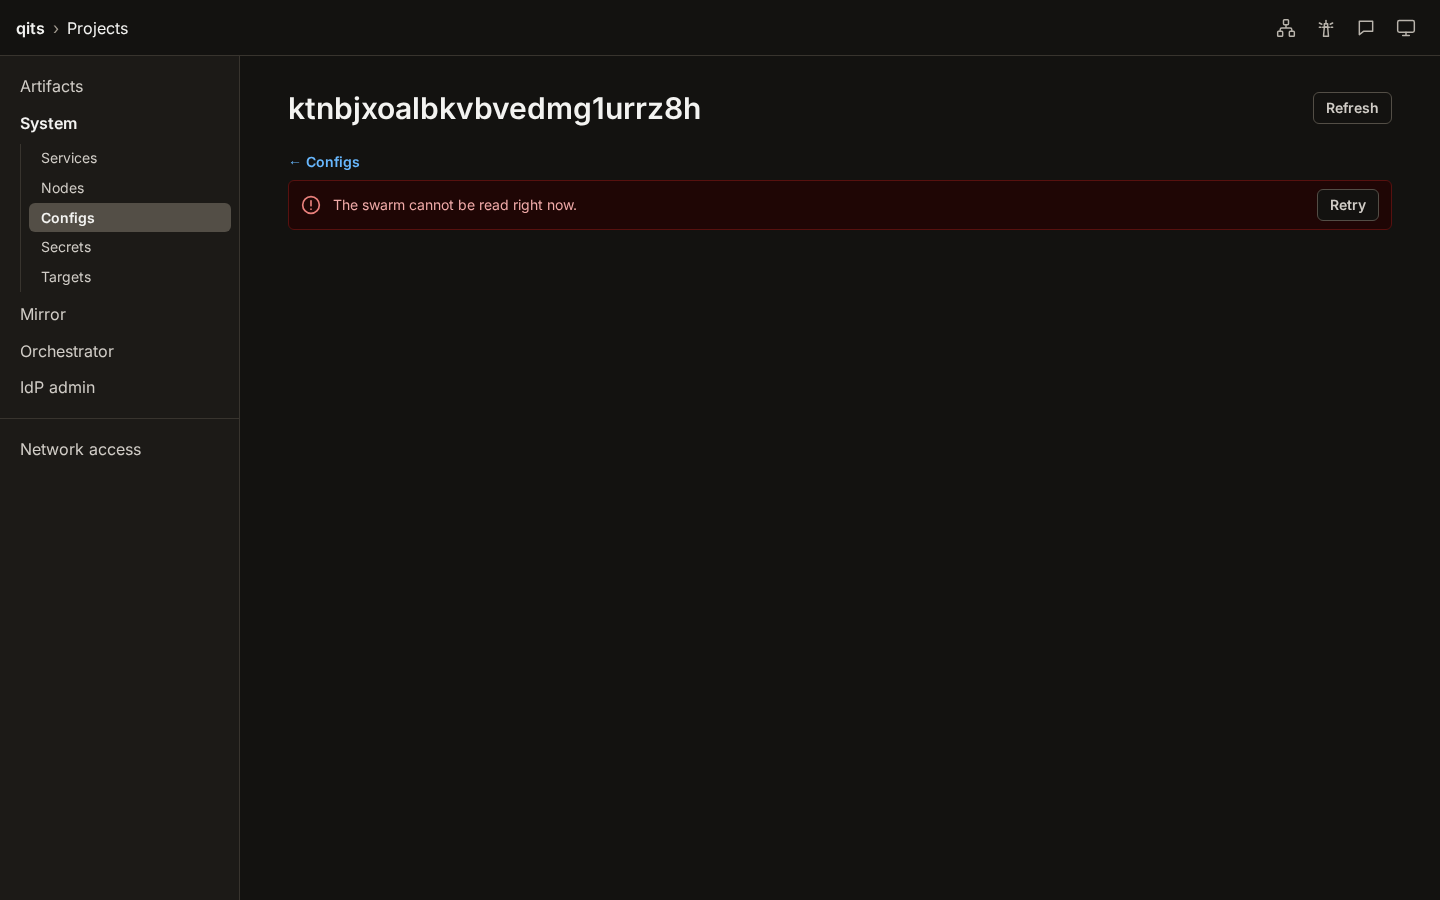 qits › Projects
Artifacts
System
Services
Nodes
Configs
Secrets
Targets
Mirror
Orchestrator
IdP admin
Network access
ktnbjxoalbkvbvedmg1urrz8h
Refresh
← Configs
The swarm cannot be read right now.
Retry